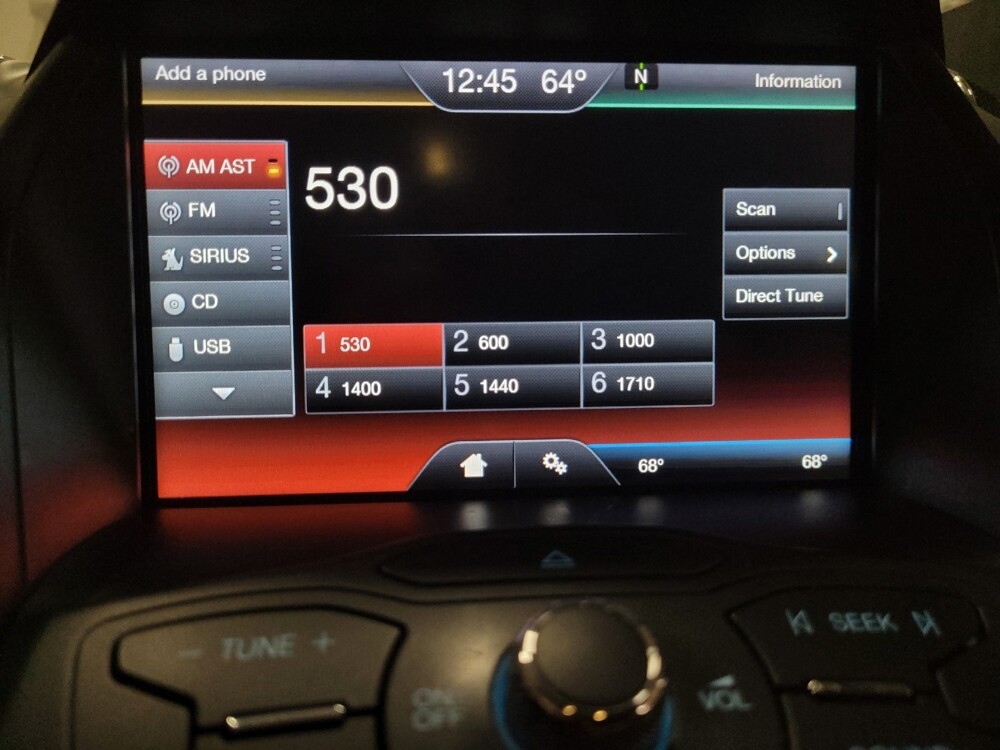 Add a phone
12:45 64° N
Information
AM AST
FM
SIRIUS
CD
USB
530
Scan
Options
Direct Tune
1 530
2 600
3 1000
4 1400
5 1440
6 1710
68°
68°
– TUNE +
ON
OFF
VOL
SEEK